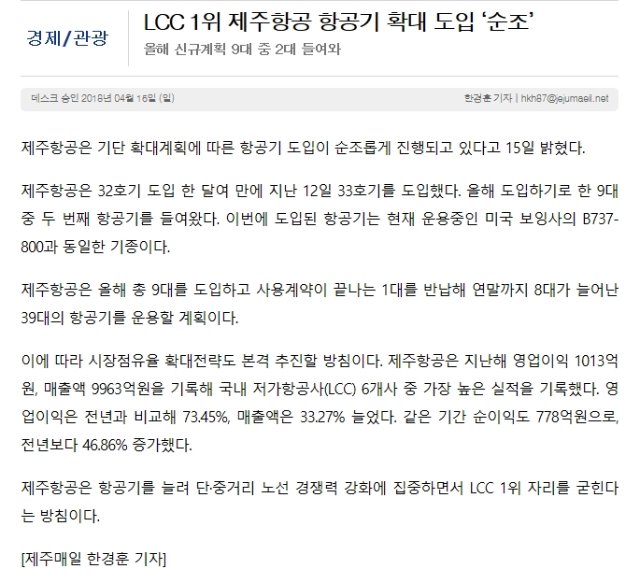 LCC 1위 제주항공 항공기 확대 도입 ‘순조’
경제/관광
올해 신규계획 9대 중 2대 들여와
데스크 승인 2018년 04월 16일 (일)
한경훈 기자 | hkh87@jejumaeil.net
제주항공은 기단 확대계획에 따른 항공기 도입이 순조롭게 진행되고 있다고 15일 밝혔다.
제주항공은 32호기 도입 한 달여 만에 지난 12일 33호기를 도입했다. 올해 도입하기로 한 9대
중 두 번째 항공기를 들여왔다. 이번에 도입된 항공기는 현재 운용중인 미국 보잉사의 B737-
800과 동일한 기종이다.
제주항공은 올해 총 9대를 도입하고 사용계약이 끝나는 1대를 반납해 연말까지 8대가 늘어난
39대의 항공기를 운용할 계획이다.
이에 따라 시장점유율 확대전략도 본격 추진할 방침이다. 제주항공은 지난해 영업이익 1013억
원, 매출액 9963억원을 기록해 국내 저가항공사(LCC) 6개사 중 가장 높은 실적을 기록했다. 영
업이익은 전년과 비교해 73.45%, 매출액은 33.27% 늘었다. 같은 기간 순이익도 778억원으로,
전년보다 46.86% 증가했다.
제주항공은 항공기를 늘려 단·중거리 노선 경쟁력 강화에 집중하면서 LCC 1위 자리를 굳힌다
는 방침이다.
[제주매일 한경훈 기자]